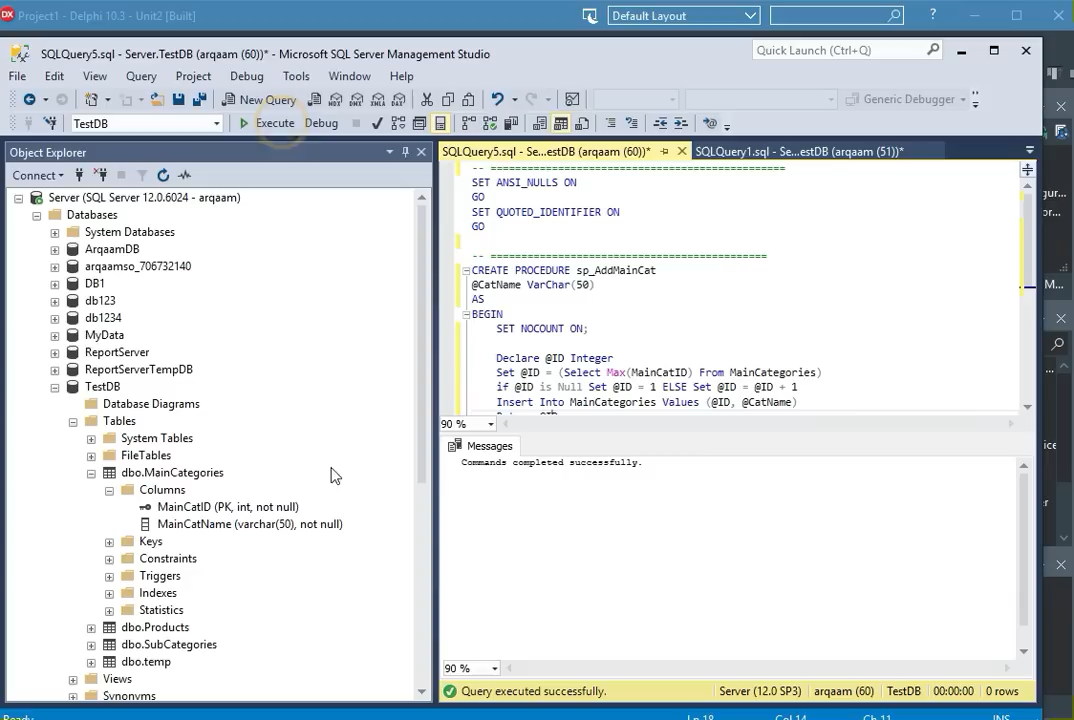 Project1 - Delphi 10.3 - Unit2 [Built]
Default Layout
?
SQLQuery5.sql - Server.TestDB (arqaam (60))* - Microsoft SQL Server Management Studio
Quick Launch (Ctrl+Q)
File Edit View Query Project Debug Tools Window Help
New Query
Generic Debugger
TestDB
Execute Debug
Object Explorer
SQLQuery5.sql - Se...estDB (arqaam (60))*
SQLQuery1.sql - Se...estDB (arqaam (51))*
Connect
Server (SQL Server 12.0.6024 - arqaam)
Databases
System Databases
ArqaamDB
arqaamso_706732140
DB1
db123
db1234
MyData
ReportServer
ReportServerTempDB
TestDB
Database Diagrams
Tables
System Tables
FileTables
dbo.MainCategories
Columns
MainCatID (PK, int, not null)
MainCatName (varchar(50), not null)
Keys
Constraints
Triggers
Indexes
Statistics
dbo.Products
dbo.SubCategories
dbo.temp
Views
Synonyms
SET ANSI_NULLS ON
GO
SET QUOTED_IDENTIFIER ON
GO
CREATE PROCEDURE sp_AddMainCat
@CatName VarChar(50)
AS
BEGIN
SET NOCOUNT ON;
Declare @ID Integer
Set @ID = (Select Max(MainCatID) From MainCategories)
if @ID is Null Set @ID = 1 ELSE Set @ID = @ID + 1
Insert Into MainCategories Values (@ID, @CatName)
90 %
Messages
Commands completed successfully.
90 %
Query executed successfully.
Server (12.0 SP3) arqaam (60) TestDB 00:00:00 0 rows
Ready
Ln 18 Col 14 Ch 11 INS